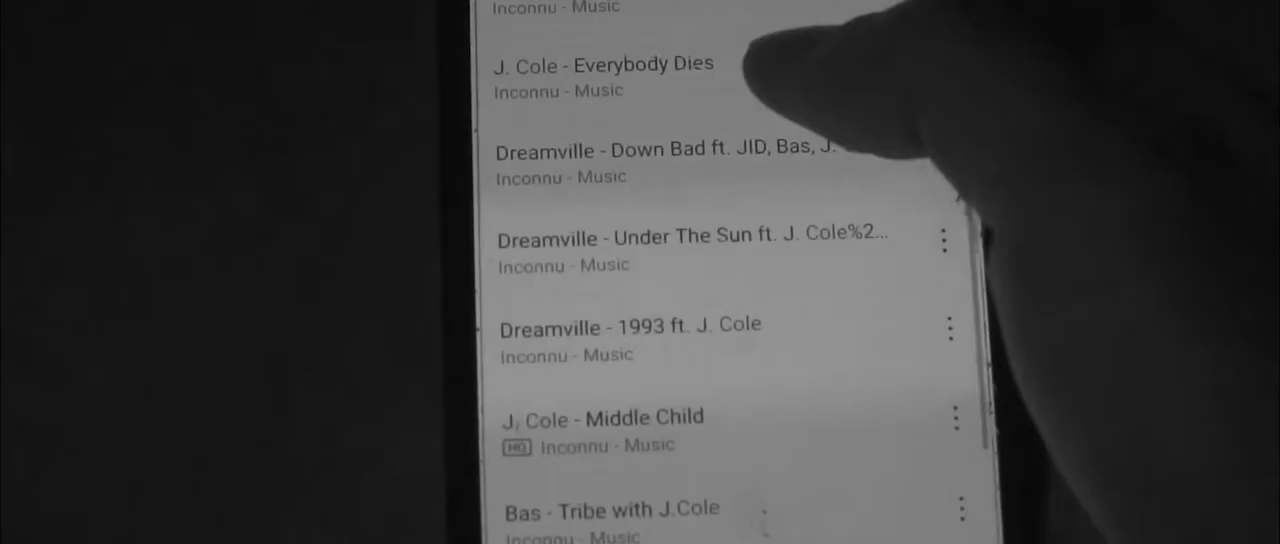 Inconnu - Music
J. Cole - Everybody Dies
Inconnu - Music
Dreamville - Down Bad ft. JID, Bas, J.
Inconnu - Music
Dreamville - Under The Sun ft. J. Cole%2...
Inconnu - Music
Dreamville - 1993 ft. J. Cole
Inconnu - Music
J. Cole - Middle Child
HQ Inconnu - Music
Bas - Tribe with J.Cole
Inconnu - Music